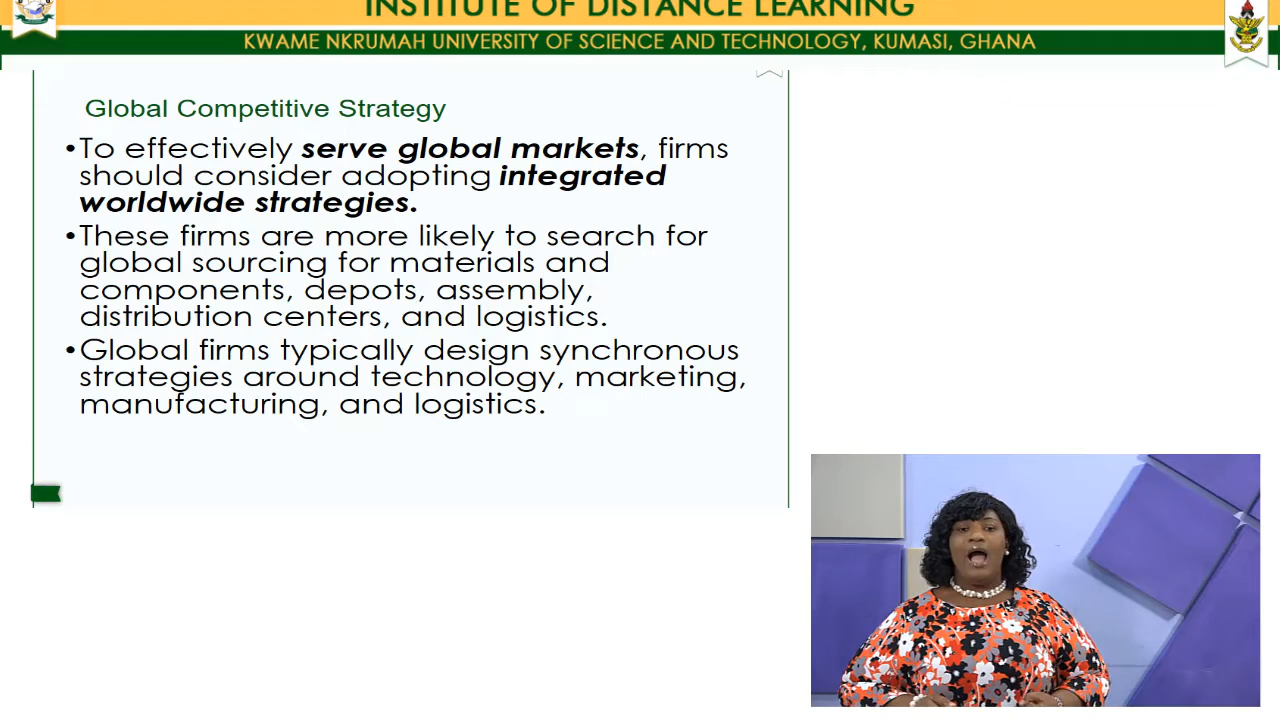 INSTITUTE OF DISTANCE LEARNING
KWAME NKRUMAH UNIVERSITY OF SCIENCE AND TECHNOLOGY, KUMASI, GHANA
Global Competitive Strategy
•To effectively serve global markets, firms
should consider adopting integrated
worldwide strategies.
•These firms are more likely to search for
global sourcing for materials and
components, depots, assembly,
distribution centers, and logistics.
•Global firms typically design synchronous
strategies around technology, marketing,
manufacturing, and logistics.